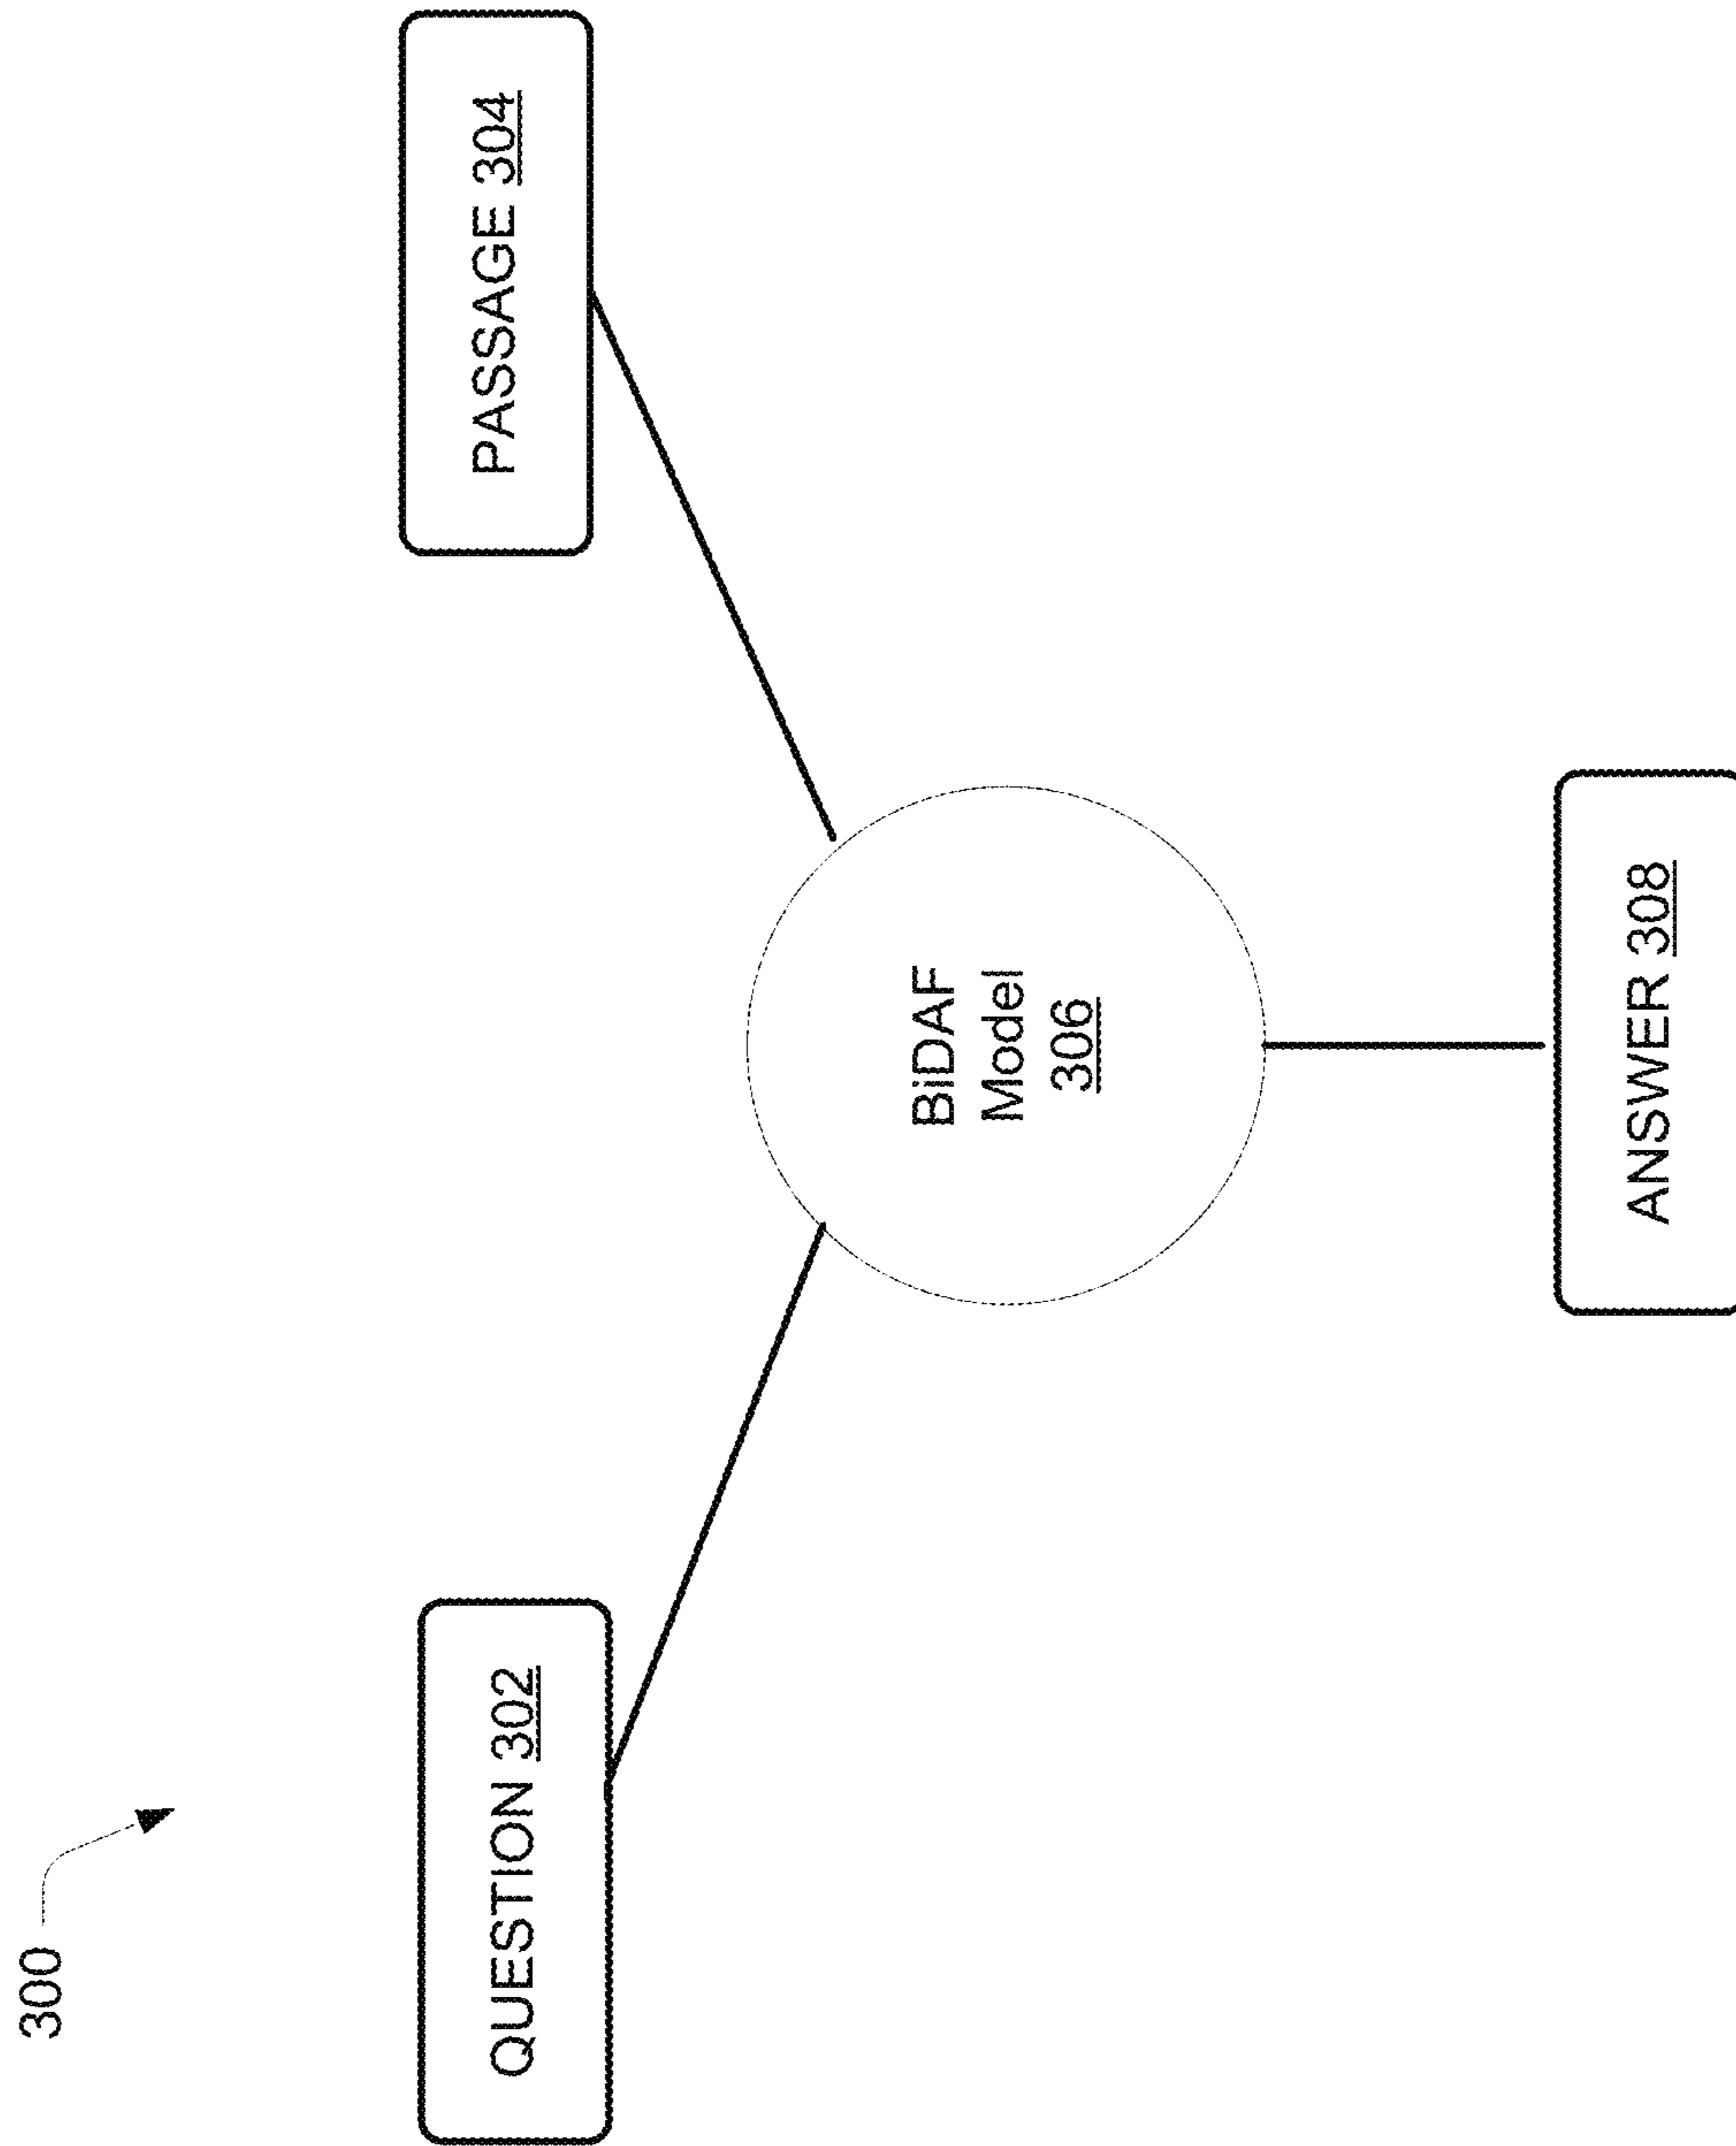 300
QUESTION 302
PASSAGE 304
BiDAF
Model
306
ANSWER 308